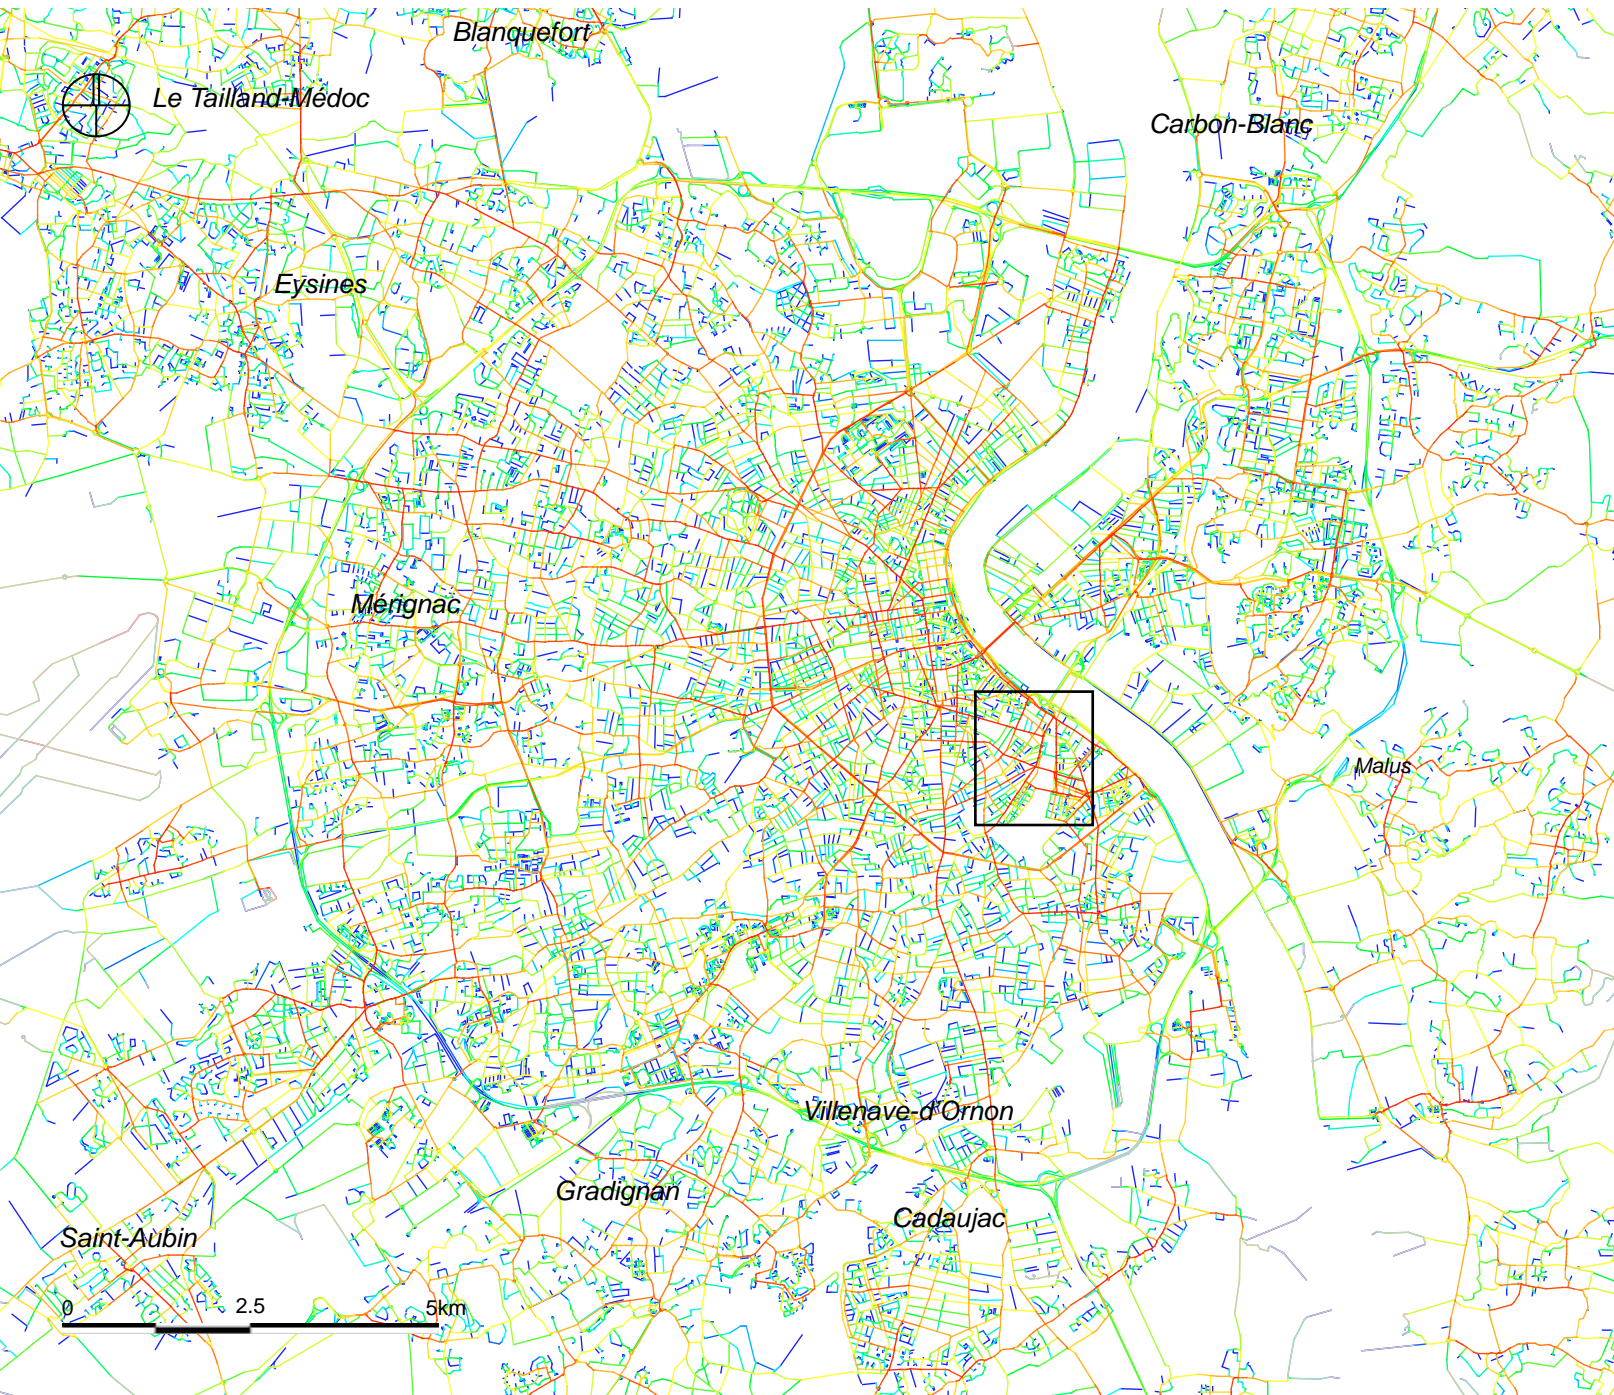 Blanquefort
Le Tailland-Médoc
Carbon-Blanc
Eysines
Mérignac
Malus
Villenave-d'Ornon
Gradignan
Cadaujac
Saint-Aubin
0 2.5 5km